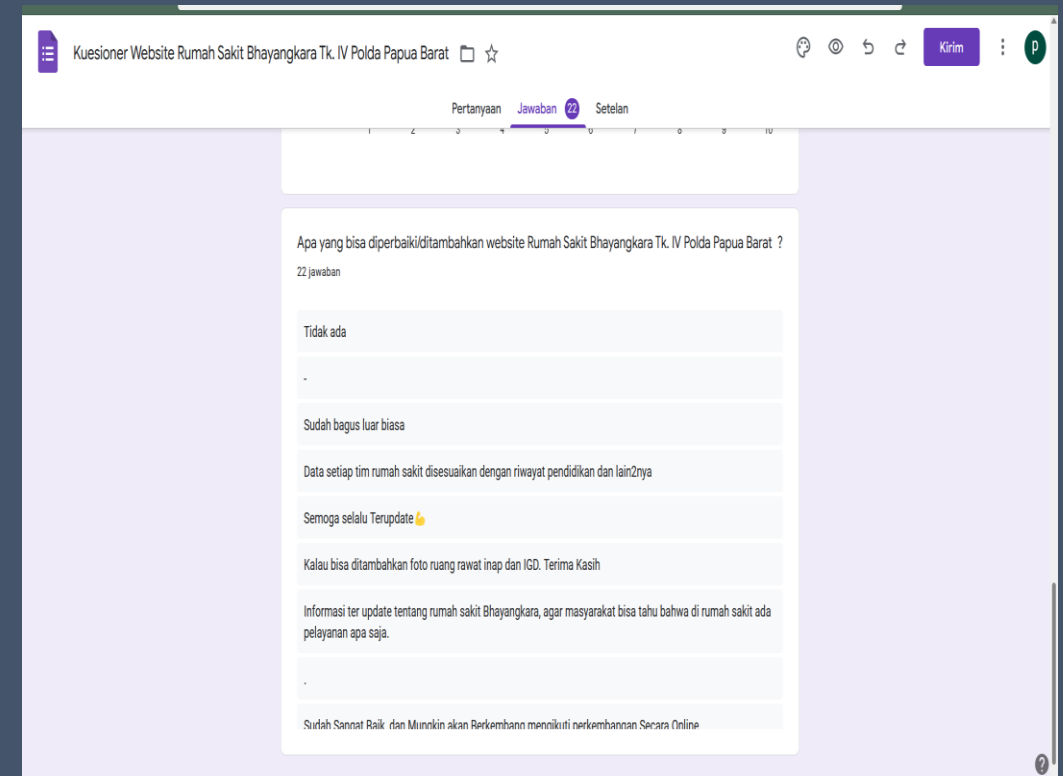 Kuesioner Website Rumah Sakit Bhayangkara Tk. IV Polda Papua Barat
Kirim
p
Pertanyaan Jawaban 22 Setelan
1 2 3 4 5 6 7 8 9 10
Apa yang bisa diperbaiki/ditambahkan website Rumah Sakit Bhayangkara Tk. IV Polda Papua Barat ?
22 jawaban
Tidak ada
-
Sudah bagus luar biasa
Data setiap tim rumah sakit disesuaikan dengan riwayat pendidikan dan lain2nya
Semoga selalu Terupdate💪
Kalau bisa ditambahkan foto ruang rawat inap dan IGD. Terima Kasih
Informasi ter update tentang rumah sakit Bhayangkara, agar masyarakat bisa tahu bahwa di rumah sakit ada
pelayanan apa saja.
.
Sudah Sangat Baik, dan Mungkin akan Berkembang mengikuti perkembangan Secara Online